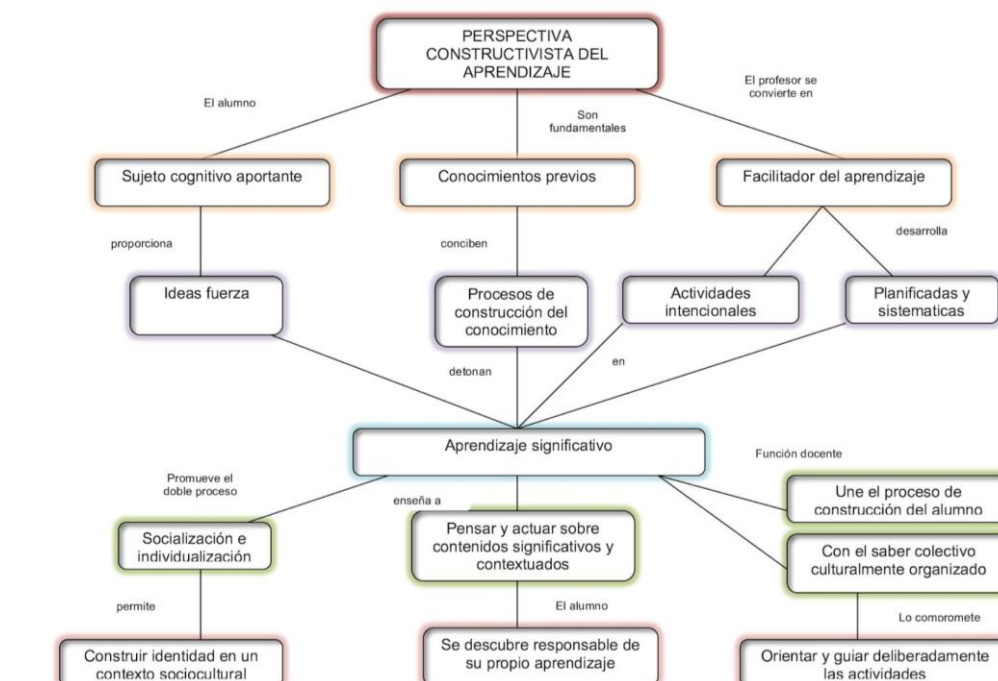 PERSPECTIVA
CONSTRUCTIVISTA DEL
APRENDIZAJE
El alumno
Son
fundamentales
El profesor se
convierte en
Sujeto cognitivo aportante
Conocimientos previos
Facilitador del aprendizaje
proporciona
conciben
desarrolla
Ideas fuerza
Procesos de
construcción del
conocimiento
Actividades
intencionales
Planificadas y
sistematicas
detonan
en
Aprendizaje significativo
Promueve el
doble proceso
enseña a
Función docente
Socialización e
individualización
Pensar y actuar sobre
contenidos significativos y
contextuados
Une el proceso de
construcción del alumno
Con el saber colectivo
culturalmente organizado
permite
El alumno
Lo compromete
Construir identidad en un
contexto sociocultural
Se descubre responsable de
su propio aprendizaje
Orientar y guiar deliberadamente
las actividades